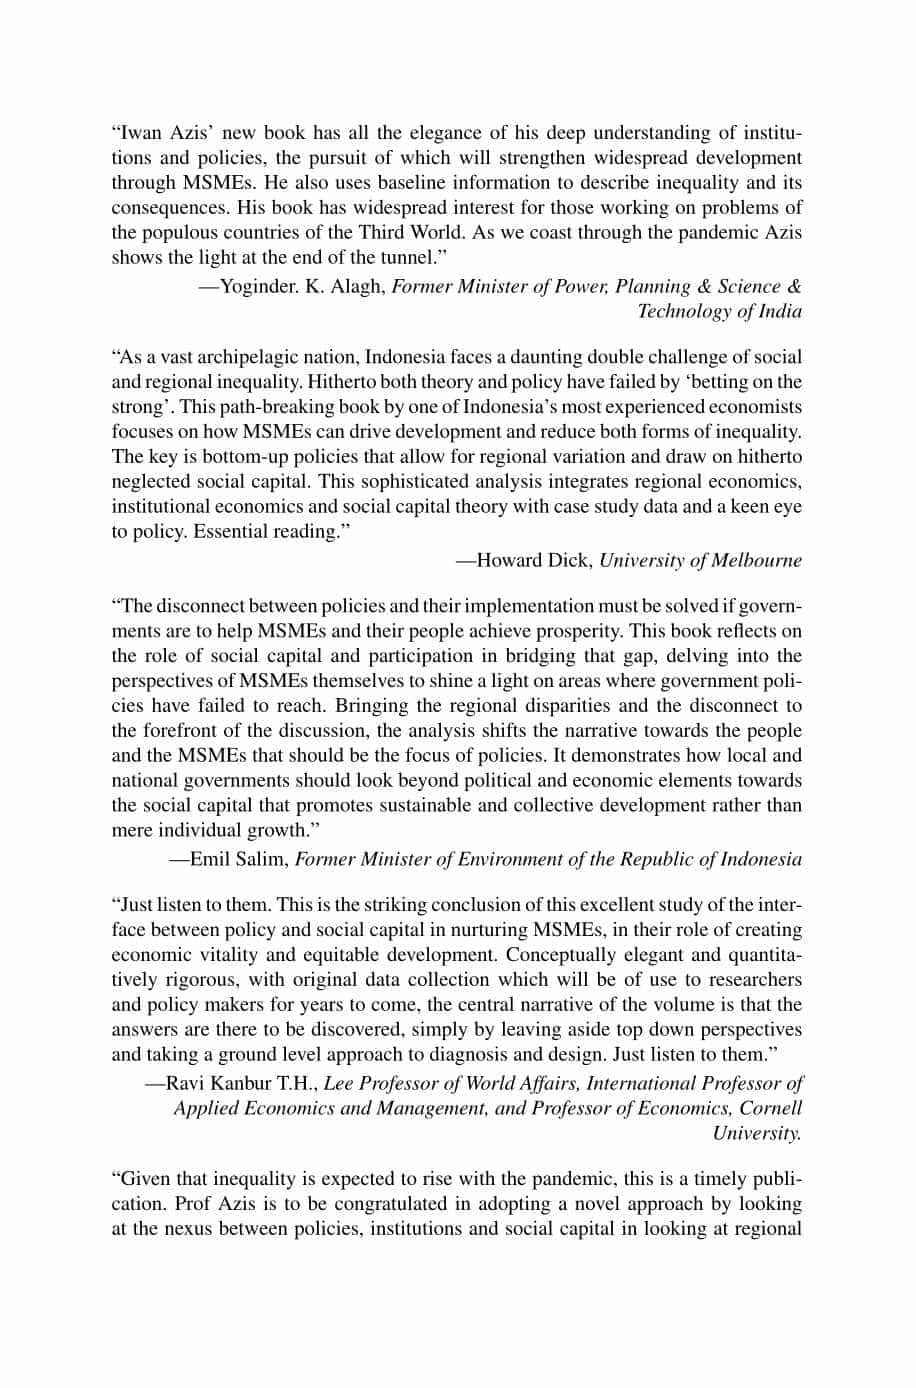 “Iwan Azis’ new book has all the elegance of his deep understanding of institu-
tions and policies, the pursuit of which will strengthen widespread development
through MSMEs. He also uses baseline information to describe inequality and its
consequences. His book has widespread interest for those working on problems of
the populous countries of the Third World. As we coast through the pandemic Azis
shows the light at the end of the tunnel.”
—Yoginder. K. Alagh, Former Minister of Power, Planning & Science &
Technology of India
“As a vast archipelagic nation, Indonesia faces a daunting double challenge of social
and regional inequality. Hitherto both theory and policy have failed by ‘betting on the
strong’. This path-breaking book by one of Indonesia’s most experienced economists
focuses on how MSMEs can drive development and reduce both forms of inequality.
The key is bottom-up policies that allow for regional variation and draw on hitherto
neglected social capital. This sophisticated analysis integrates regional economics,
institutional economics and social capital theory with case study data and a keen eye
to policy. Essential reading.”
—Howard Dick, University of Melbourne
“The disconnect between policies and their implementation must be solved if govern-
ments are to help MSMEs and their people achieve prosperity. This book reflects on
the role of social capital and participation in bridging that gap, delving into the
perspectives of MSMEs themselves to shine a light on areas where government poli-
cies have failed to reach. Bringing the regional disparities and the disconnect to
the forefront of the discussion, the analysis shifts the narrative towards the people
and the MSMEs that should be the focus of policies. It demonstrates how local and
national governments should look beyond political and economic elements towards
the social capital that promotes sustainable and collective development rather than
mere individual growth.”
—Emil Salim, Former Minister of Environment of the Republic of Indonesia
“Just listen to them. This is the striking conclusion of this excellent study of the inter-
face between policy and social capital in nurturing MSMEs, in their role of creating
economic vitality and equitable development. Conceptually elegant and quantita-
tively rigorous, with original data collection which will be of use to researchers
and policy makers for years to come, the central narrative of the volume is that the
answers are there to be discovered, simply by leaving aside top down perspectives
and taking a ground level approach to diagnosis and design. Just listen to them.”
—Ravi Kanbur T.H., Lee Professor of World Affairs, International Professor of
Applied Economics and Management, and Professor of Economics, Cornell
University.
“Given that inequality is expected to rise with the pandemic, this is a timely publi-
cation. Prof Azis is to be congratulated in adopting a novel approach by looking
at the nexus between policies, institutions and social capital in looking at regional